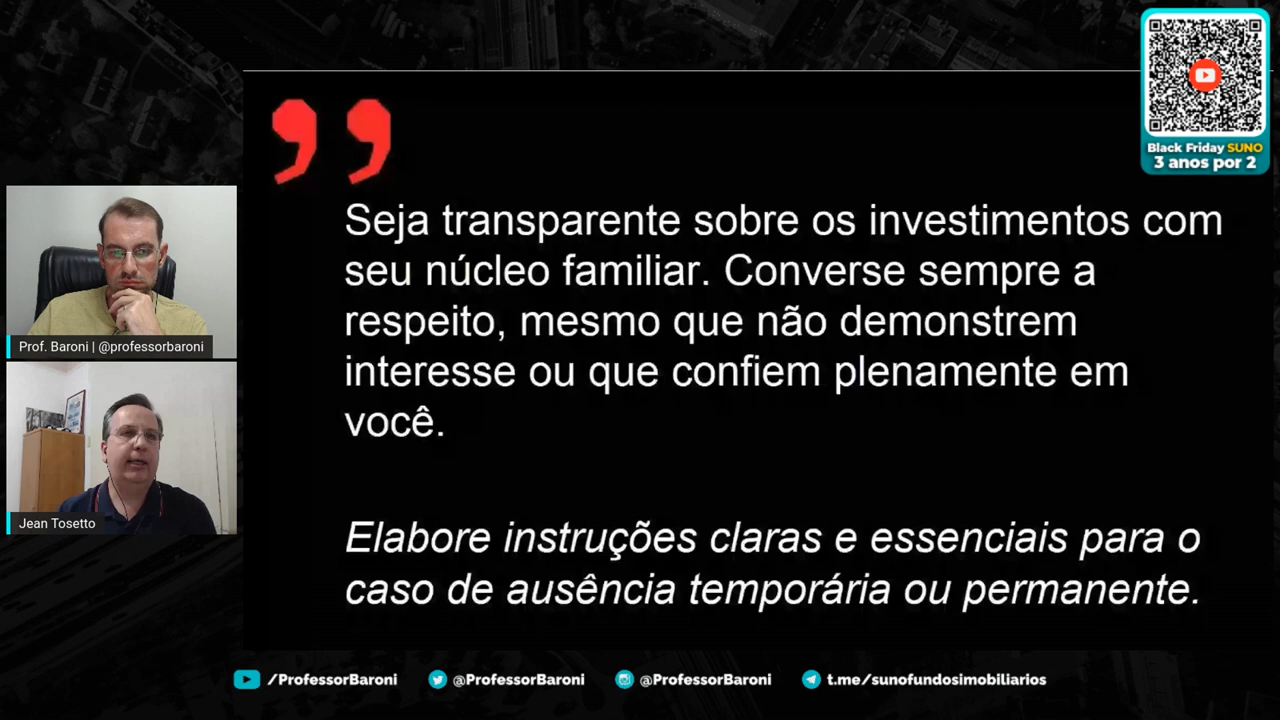 Black Friday SUNO
3 anos por 2
Seja transparente sobre os investimentos com
seu núcleo familiar. Converse sempre a
respeito, mesmo que não demonstrem
interesse ou que confiem plenamente em
você.
Elabore instruções claras e essenciais para o
caso de ausência temporária ou permanente.
Prof. Baroni | @professorbaroni
Jean Tosetto
/ProfessorBaroni
@ProfessorBaroni
@ProfessorBaroni
t.me/sunofundosimobiliarios